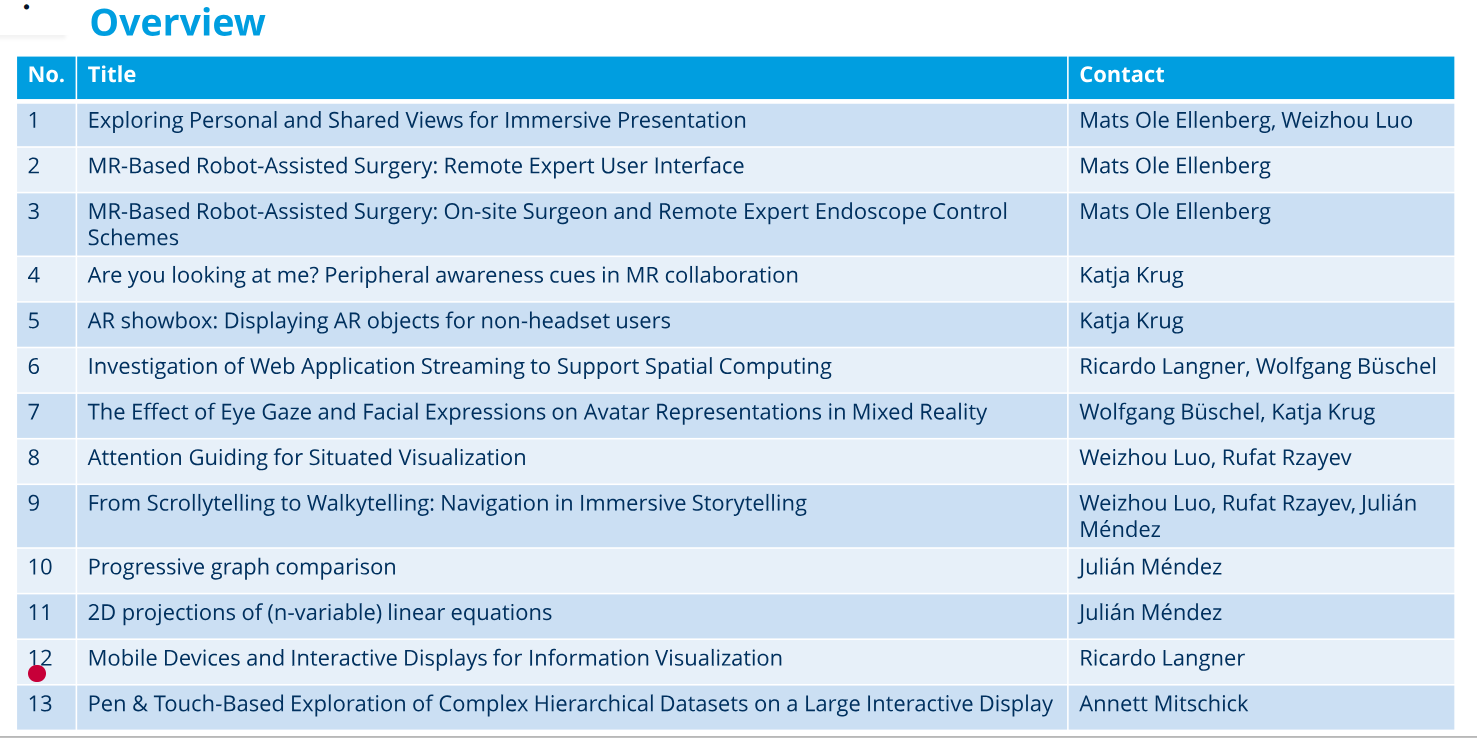 Overview
No. Title Contact
1 Exploring Personal and Shared Views for Immersive Presentation Mats Ole Ellenberg, Weizhou Luo
2 MR-Based Robot-Assisted Surgery: Remote Expert User Interface Mats Ole Ellenberg
3 MR-Based Robot-Assisted Surgery: On-site Surgeon and Remote Expert Endoscope Control Mats Ole Ellenberg
Schemes
4 Are you looking at me? Peripheral awareness cues in MR collaboration Katja Krug
5 AR showbox: Displaying AR objects for non-headset users Katja Krug
6 Investigation of Web Application Streaming to Support Spatial Computing Ricardo Langner, Wolfgang Büschel
7 The Effect of Eye Gaze and Facial Expressions on Avatar Representations in Mixed Reality Wolfgang Büschel, Katja Krug
8 Attention Guiding for Situated Visualization Weizhou Luo, Rufat Rzayev
9 From Scrollytelling to Walkytelling: Navigation in Immersive Storytelling Weizhou Luo, Rufat Rzayev, Julián
Méndez
10 Progressive graph comparison Julián Méndez
11 2D projections of (n-variable) linear equations Julián Méndez
12 Mobile Devices and Interactive Displays for Information Visualization Ricardo Langner
13 Pen & Touch-Based Exploration of Complex Hierarchical Datasets on a Large Interactive Display Annett Mitschick